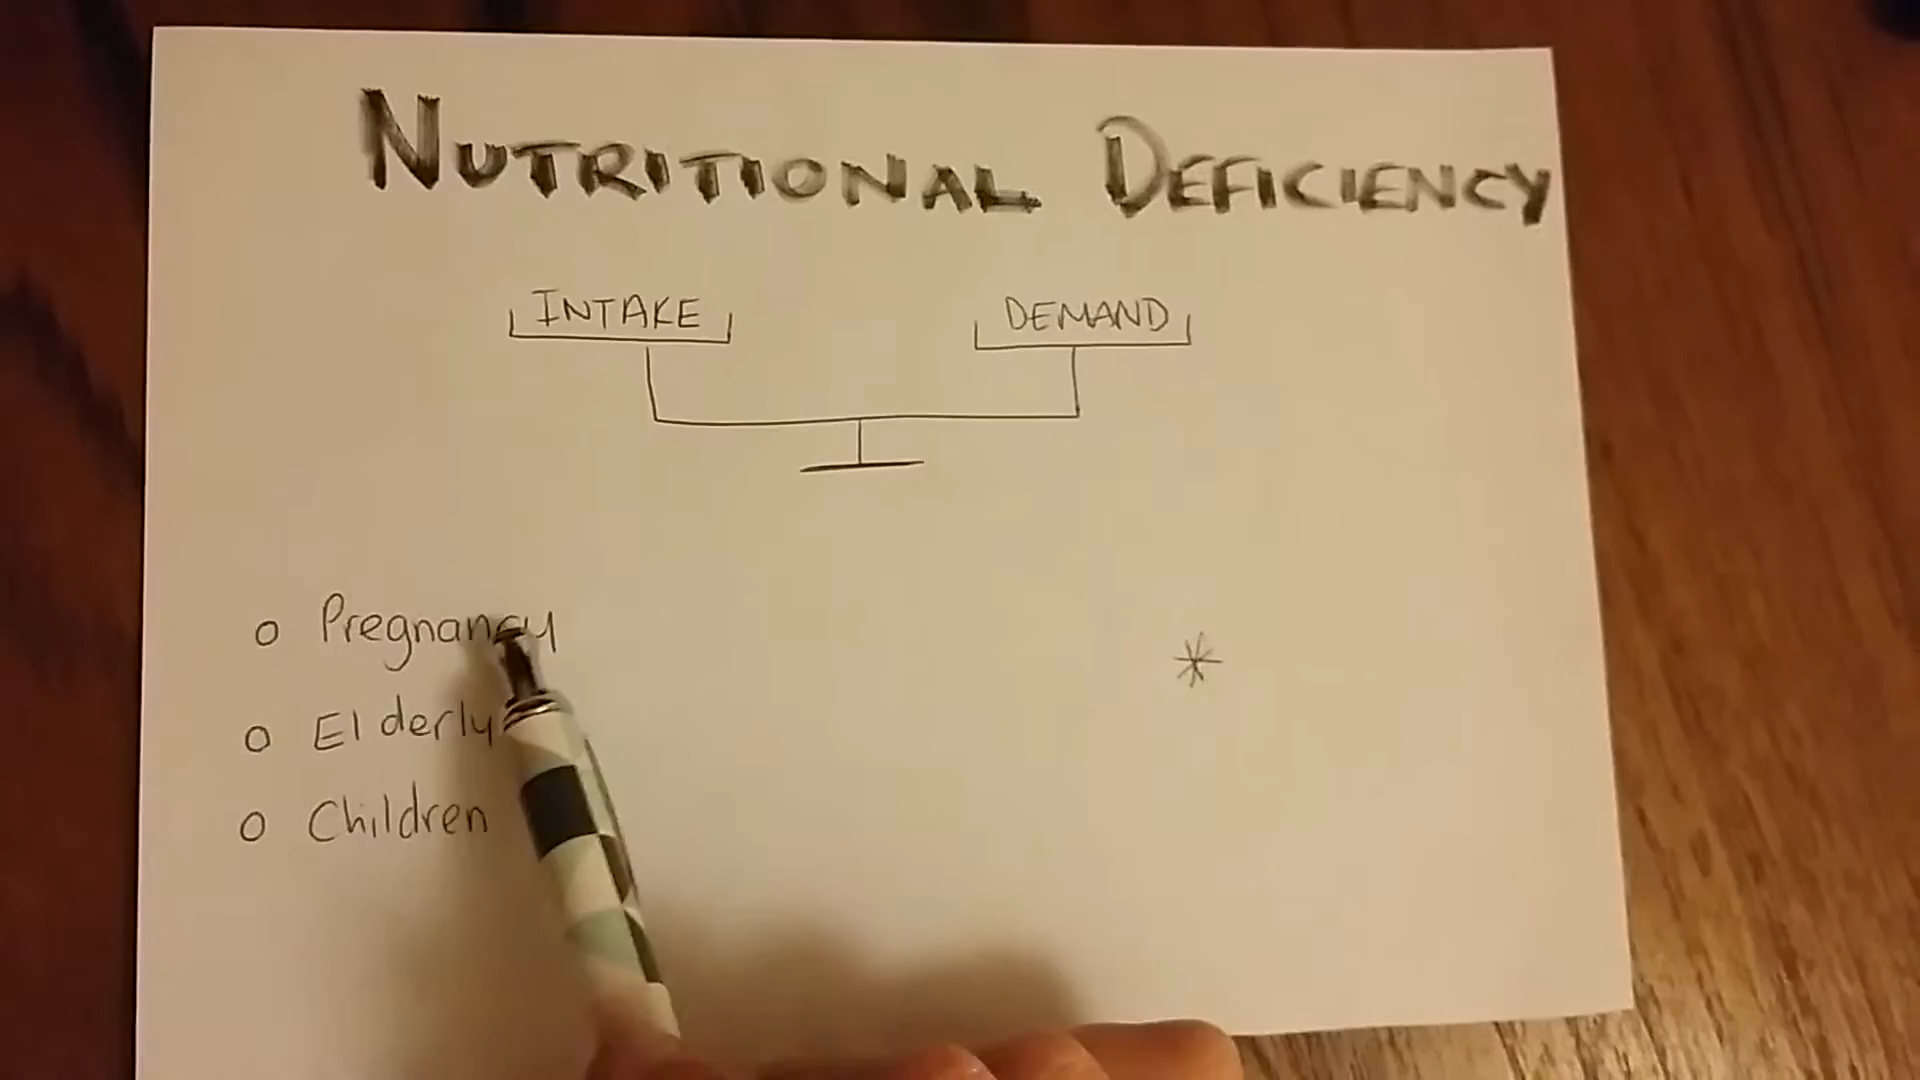 NUTRITIONAL DEFICIENCY
INTAKE DEMAND
o Pregnancy
*
o Elderly
o Children